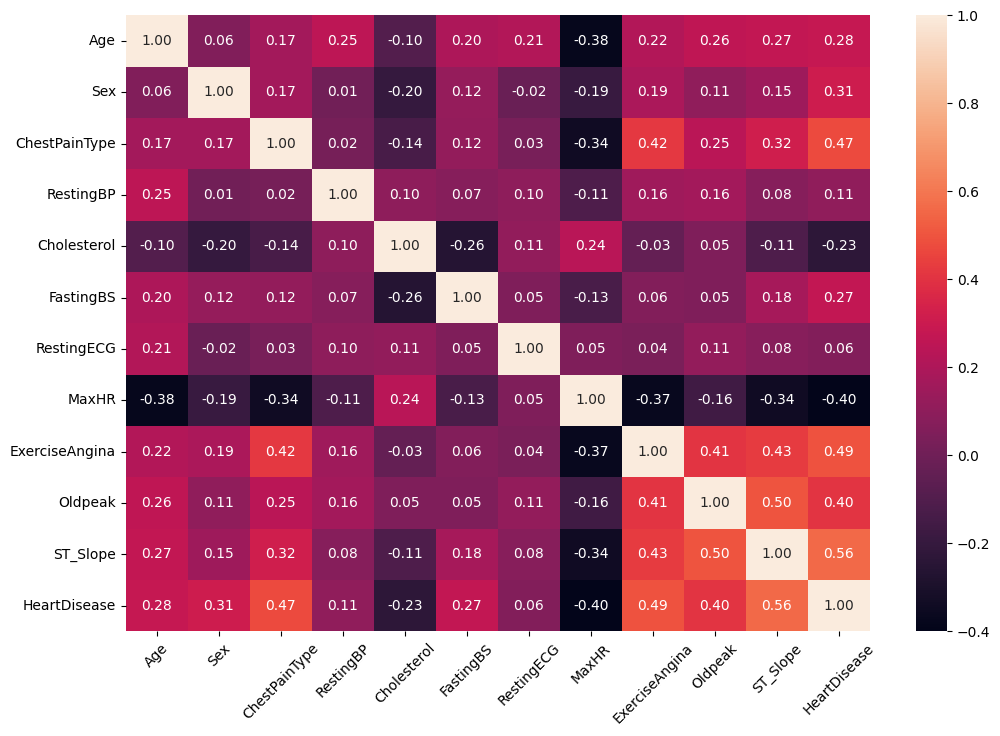 Age 1.00 0.06 0.17 0.25 -0.10 0.20 0.21 -0.38 0.22 0.26 0.27 0.28
Sex 0.06 1.00 0.17 0.01 -0.20 0.12 -0.02 -0.19 0.19 0.11 0.15 0.31
ChestPainType 0.17 0.17 1.00 0.02 -0.14 0.12 0.03 -0.34 0.42 0.25 0.32 0.47
RestingBP 0.25 0.01 0.02 1.00 0.10 0.07 0.10 -0.11 0.16 0.16 0.08 0.11
Cholesterol -0.10 -0.20 -0.14 0.10 1.00 -0.26 0.11 0.24 -0.03 0.05 -0.11 -0.23
FastingBS 0.20 0.12 0.12 0.07 -0.26 1.00 0.05 -0.13 0.06 0.05 0.18 0.27
RestingECG 0.21 -0.02 0.03 0.10 0.11 0.05 1.00 0.05 0.04 0.11 0.08 0.06
MaxHR -0.38 -0.19 -0.34 -0.11 0.24 -0.13 0.05 1.00 -0.37 -0.16 -0.34 -0.40
ExerciseAngina 0.22 0.19 0.42 0.16 -0.03 0.06 0.04 -0.37 1.00 0.41 0.43 0.49
Oldpeak 0.26 0.11 0.25 0.16 0.05 0.05 0.11 -0.16 0.41 1.00 0.50 0.40
ST_Slope 0.27 0.15 0.32 0.08 -0.11 0.18 0.08 -0.34 0.43 0.50 1.00 0.56
HeartDisease 0.28 0.31 0.47 0.11 -0.23 0.27 0.06 -0.40 0.49 0.40 0.56 1.00
Age Sex ChestPainType RestingBP Cholesterol FastingBS RestingECG MaxHR ExerciseAngina Oldpeak ST_Slope HeartDisease
1.0
0.8
0.6
0.4
0.2
0.0
−0.2
−0.4